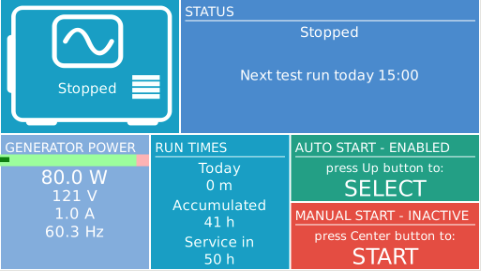 Stopped
STATUS
Stopped
Next test run today 15:00
GENERATOR POWER
80.0 W
121 V
1.0 A
60.3 Hz
RUN TIMES
Today
0 m
Accumulated
41 h
Service in
50 h
AUTO START - ENABLED
press Up button to:
SELECT
MANUAL START - INACTIVE
press Center button to:
START